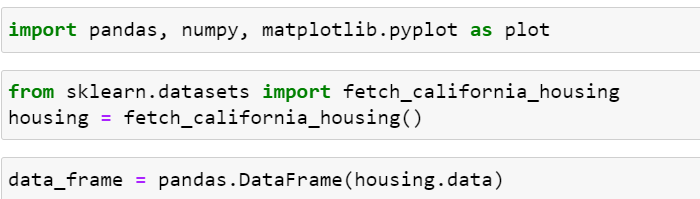 import pandas, numpy, matplotlib.pyplot as plot
from sklearn.datasets import fetch_california_housing
housing = fetch_california_housing()
data_frame = pandas.DataFrame(housing.data)